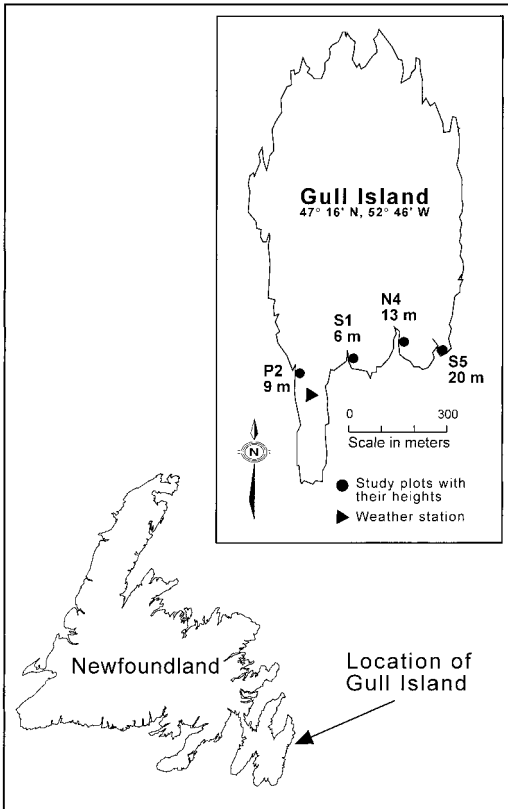 Gull Island
47° 16' N, 52° 46' W
N4
13 m
S1
6 m
S5
20 m
P2
9 m
0 300
Scale in meters
N
Study plots with
their heights
Weather station
Newfoundland
Location of
Gull Island